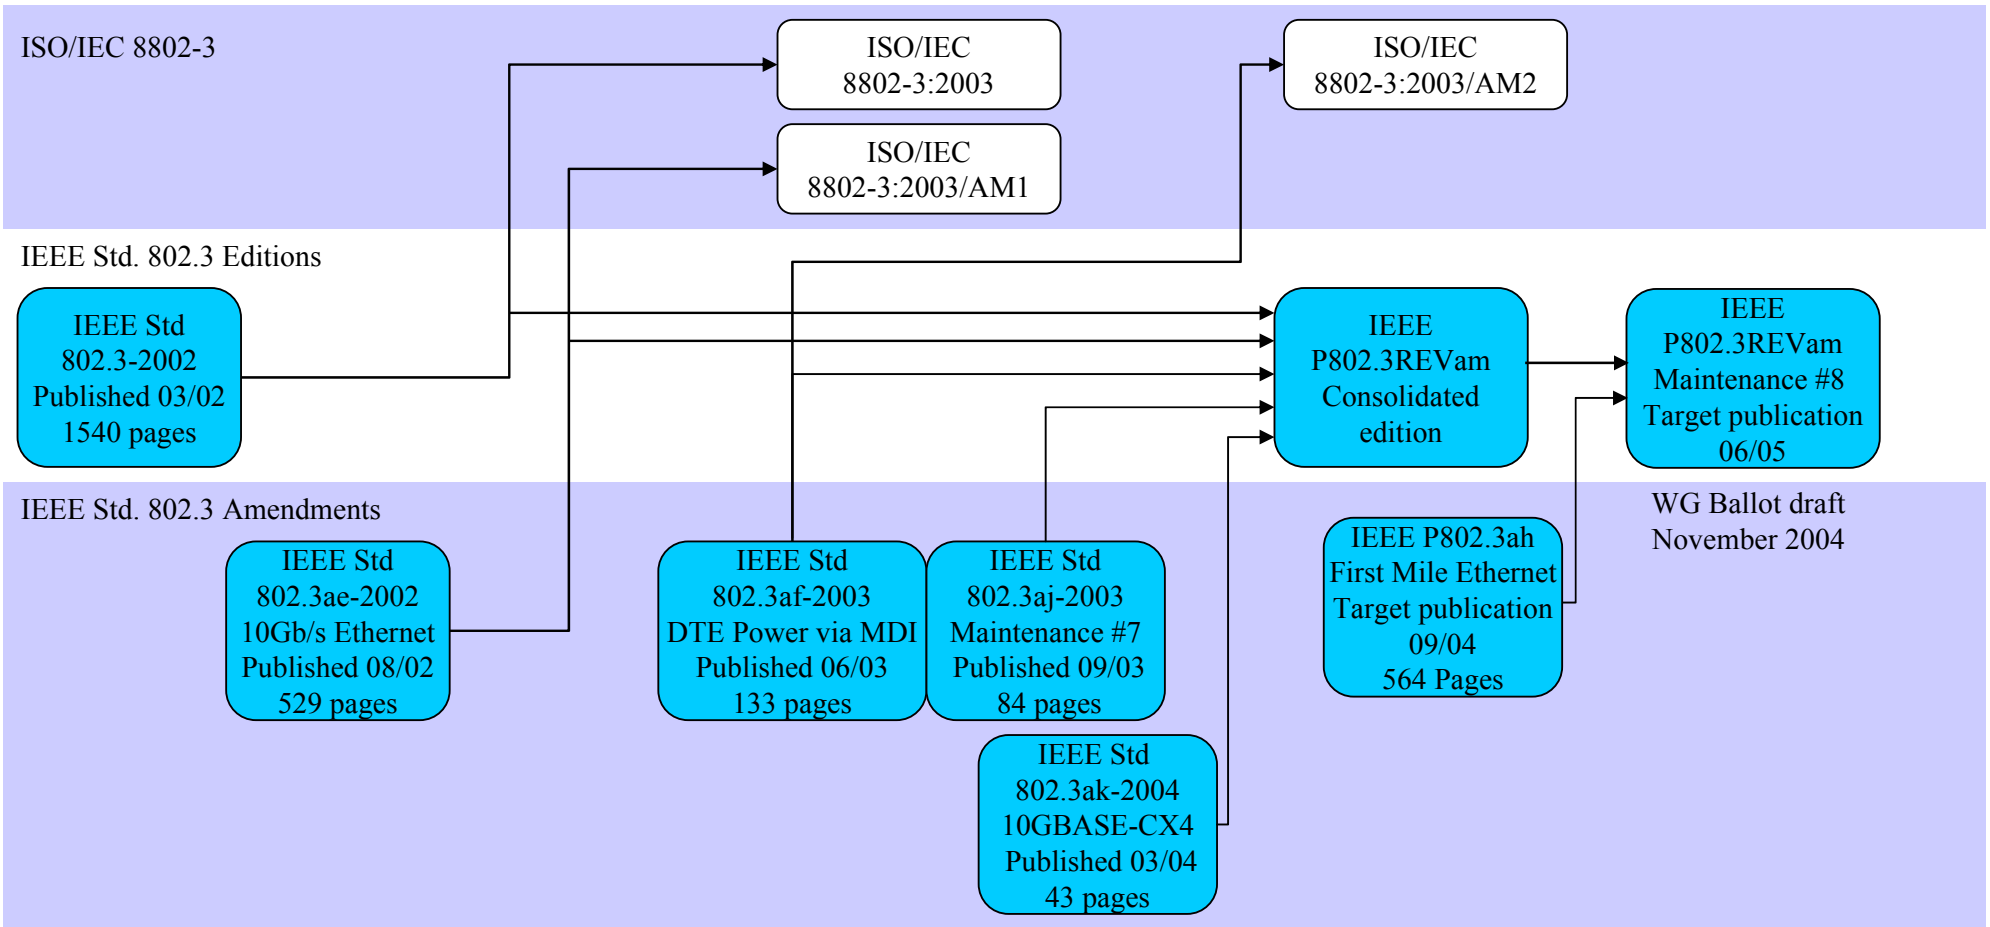 ISO/IEC 8802-3
ISO/IEC
8802-3:2003
ISO/IEC
8802-3:2003/AM2
ISO/IEC
8802-3:2003/AM1
IEEE Std. 802.3 Editions
IEEE Std
802.3-2002
Published 03/02
1540 pages
IEEE
P802.3REVam
Consolidated
edition
IEEE
P802.3REVam
Maintenance #8
Target publication
06/05
IEEE Std. 802.3 Amendments
WG Ballot draft
November 2004
IEEE Std
802.3ae-2002
10Gb/s Ethernet
Published 08/02
529 pages
IEEE Std
802.3af-2003
DTE Power via MDI
Published 06/03
133 pages
IEEE Std
802.3aj-2003
Maintenance #7
Published 09/03
84 pages
IEEE P802.3ah
First Mile Ethernet
Target publication
09/04
564 Pages
IEEE Std
802.3ak-2004
10GBASE-CX4
Published 03/04
43 pages